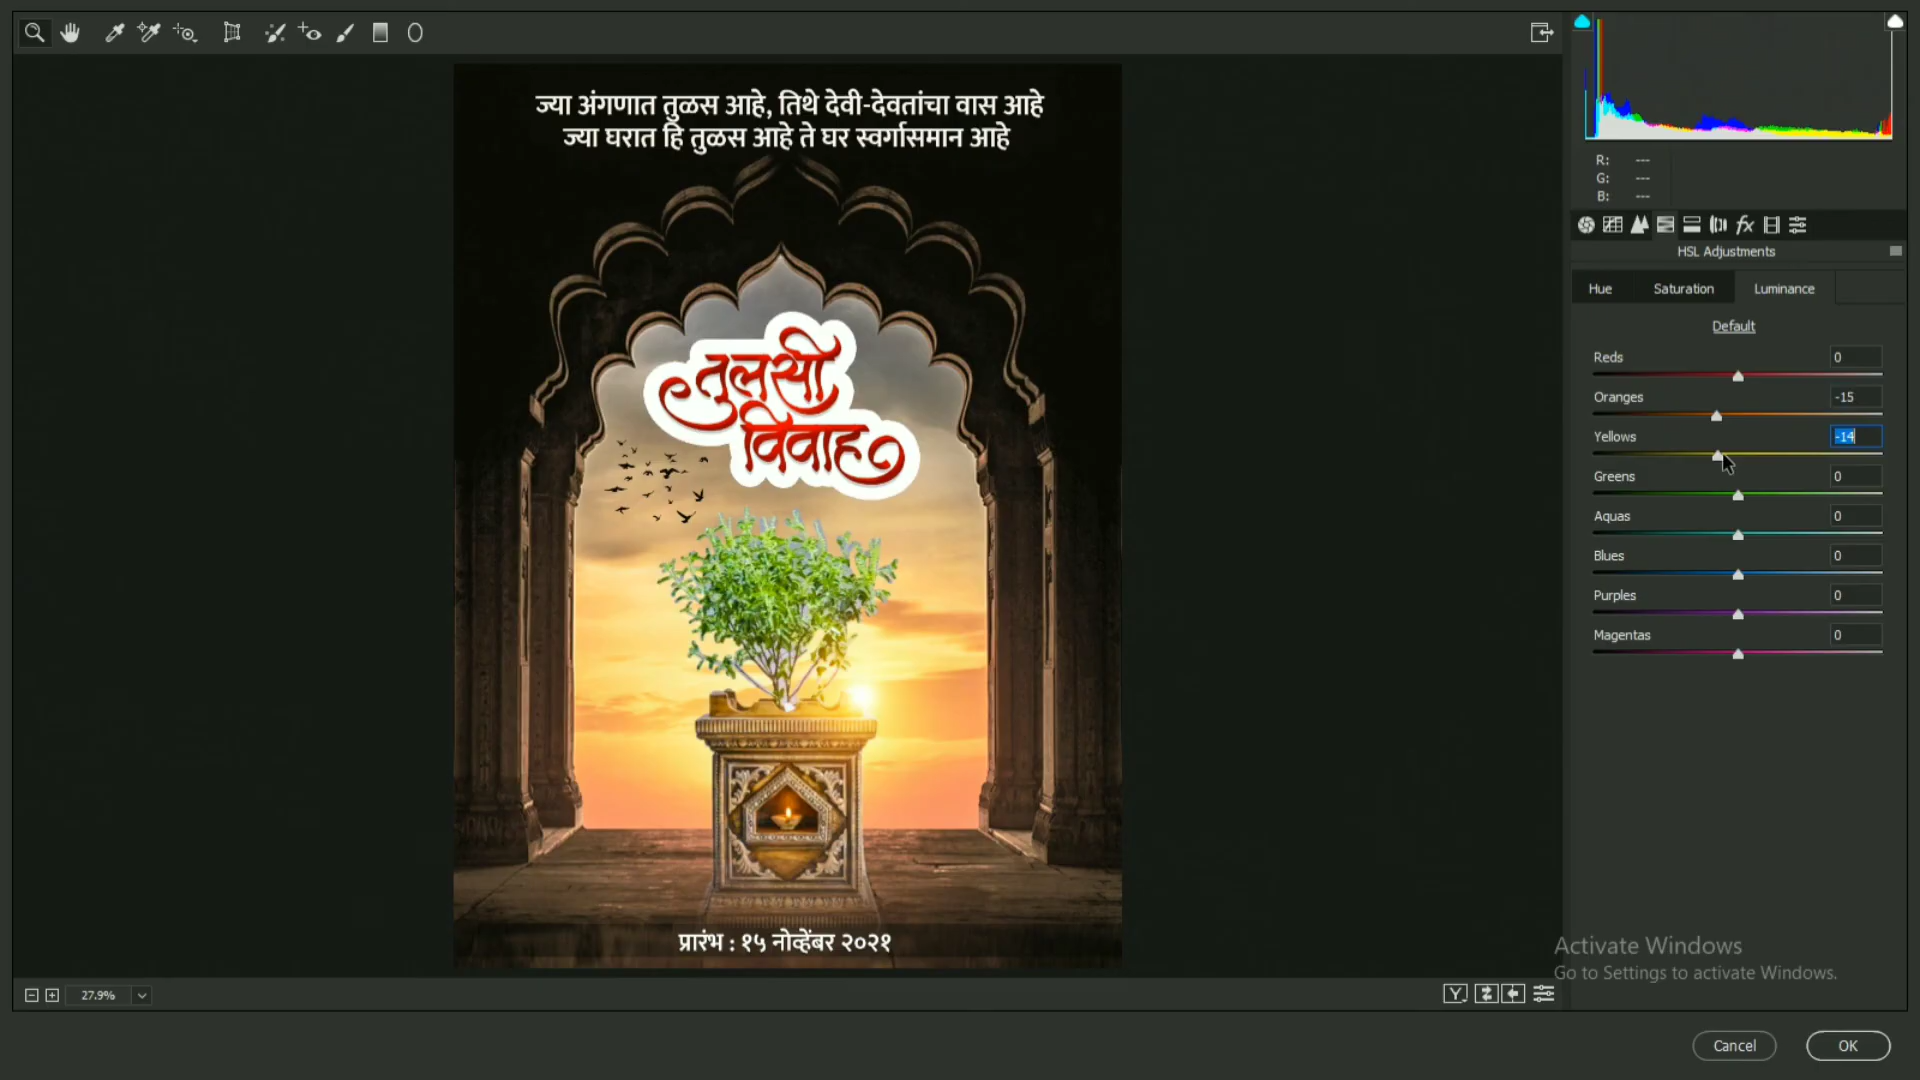 ज्या अंगणात तुळस आहे, तिथे देवी-देवतांचा वास आहे
ज्या घरात हि तुळस आहे ते घर स्वर्गासमान आहे
तुलसी
विवाह
प्रारंभ : १५ नोव्हेंबर २०२१
27.9%
R: ---
G: ---
B: ---
fx
HSL Adjustments
Hue Saturation Luminance
Default
Reds 0
Oranges -15
Yellows -14
Greens 0
Aquas 0
Blues 0
Purples 0
Magentas 0
Activate Windows
Go to Settings to activate Windows.
Y
Cancel OK